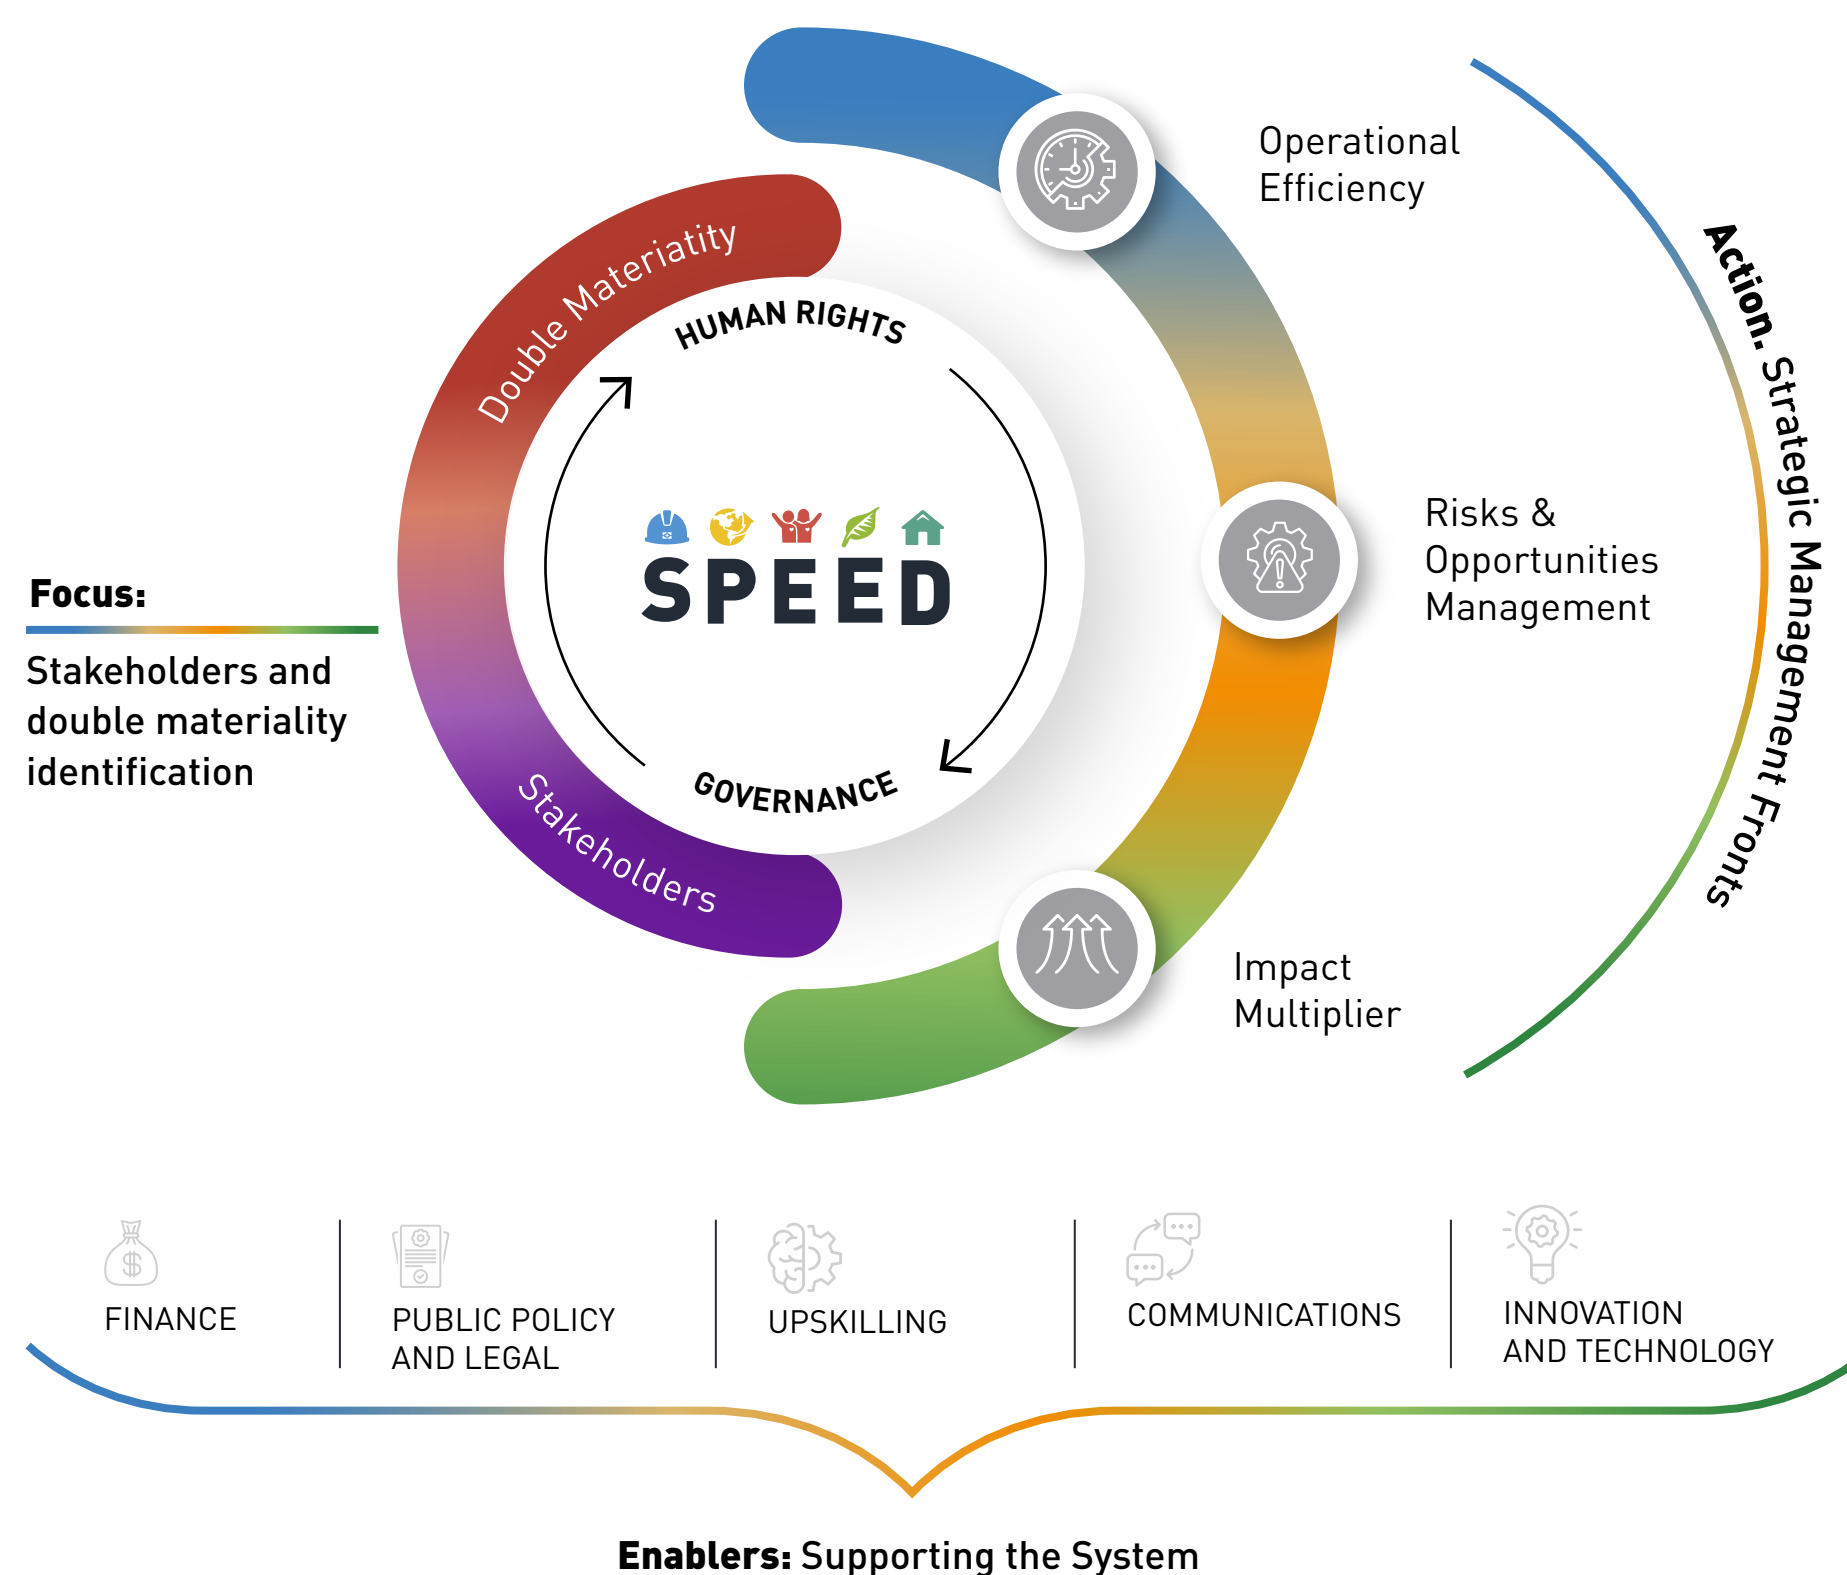 Operational
Efficiency
Action. Strategic Management Fronts
Double Materiatity
HUMAN RIGHTS
SPEED
Risks &
Opportunities
Management
Focus:
Stakeholders and
double materiality
identification
GOVERNANCE
Stakeholders
Impact
Multiplier
FINANCE
PUBLIC POLICY
AND LEGAL
UPSKILLING
COMMUNICATIONS
INNOVATION
AND TECHNOLOGY
Enablers: Supporting the System